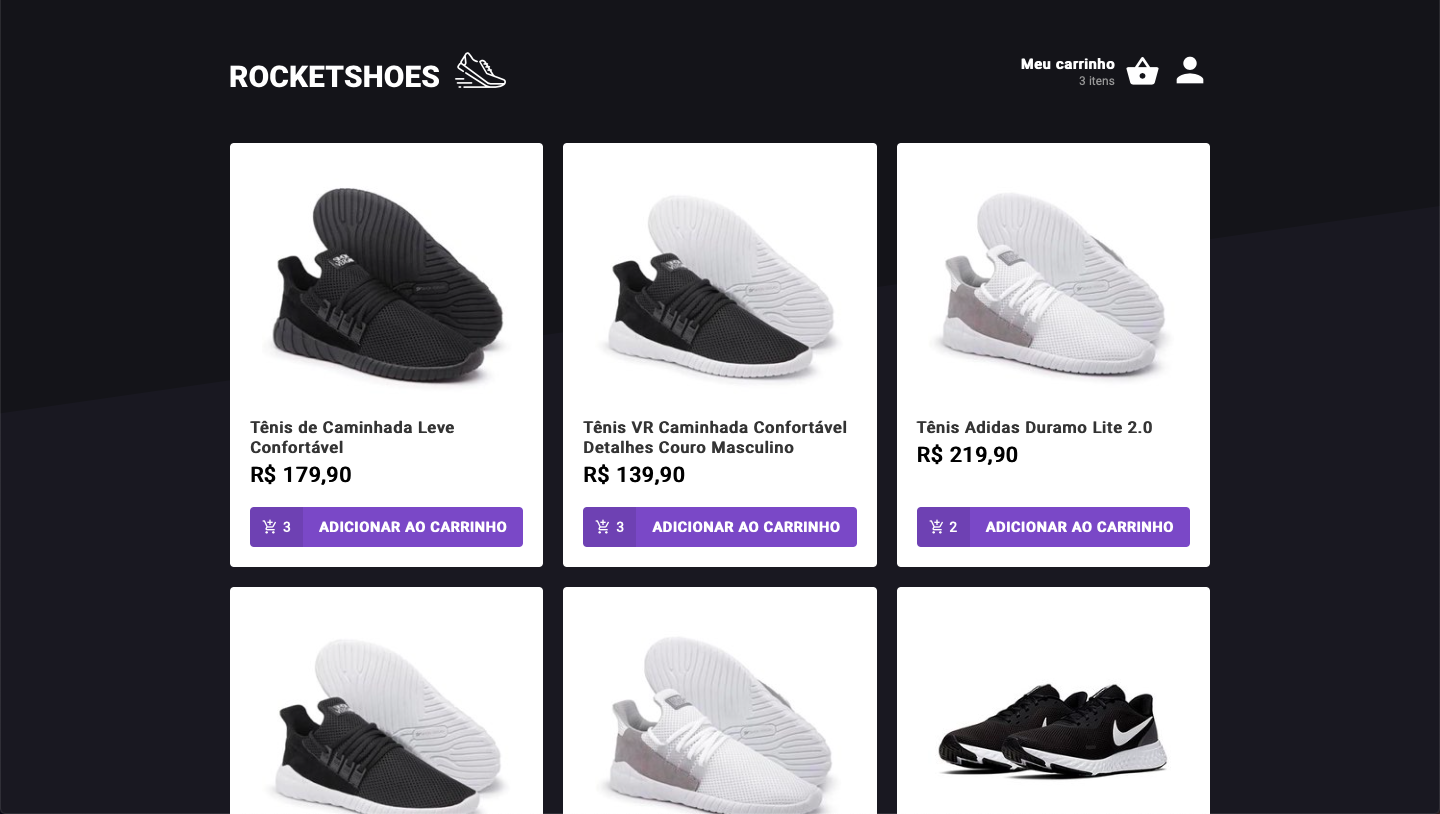 ROCKETSHOES
Meu carrinho
3 itens
Tênis de Caminhada Leve
Confortável
R$ 179,90
3 ADICIONAR AO CARRINHO
Tênis VR Caminhada Confortável
Detalhes Couro Masculino
R$ 139,90
3 ADICIONAR AO CARRINHO
Tênis Adidas Duramo Lite 2.0
R$ 219,90
2 ADICIONAR AO CARRINHO